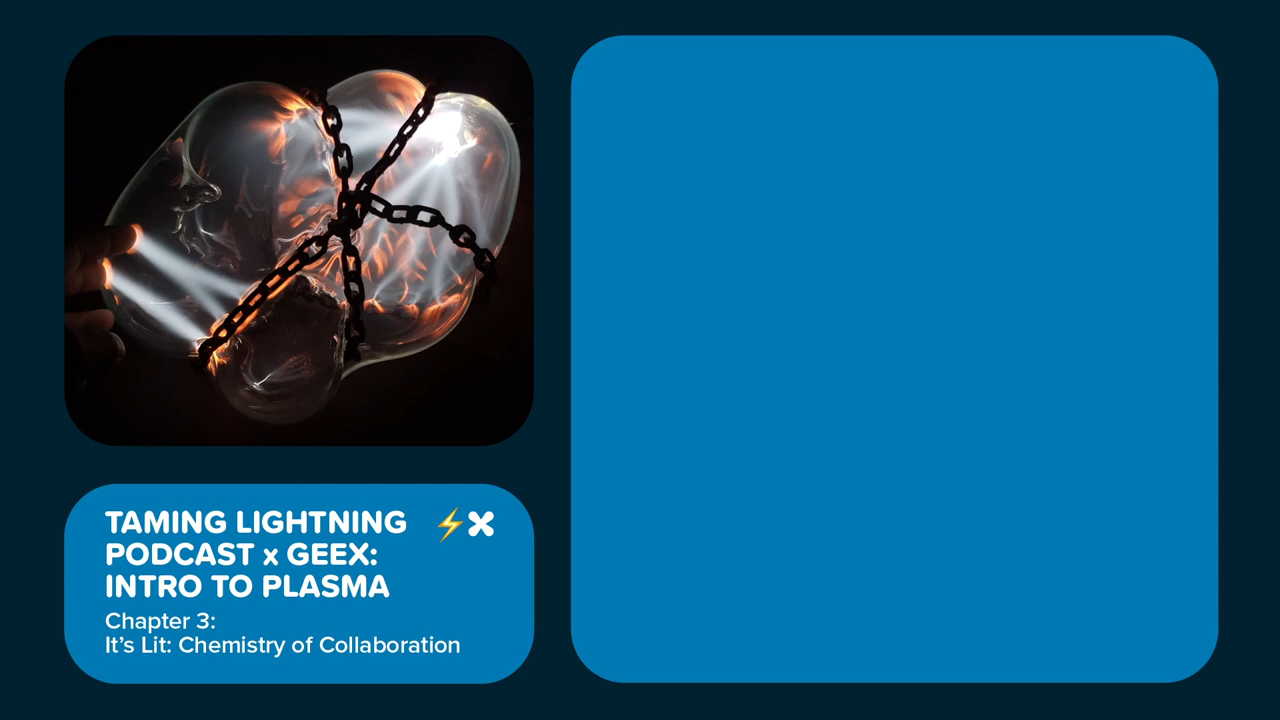 TAMING LIGHTNING ⚡✖
PODCAST x GEEX:
INTRO TO PLASMA
Chapter 3:
It’s Lit: Chemistry of Collaboration